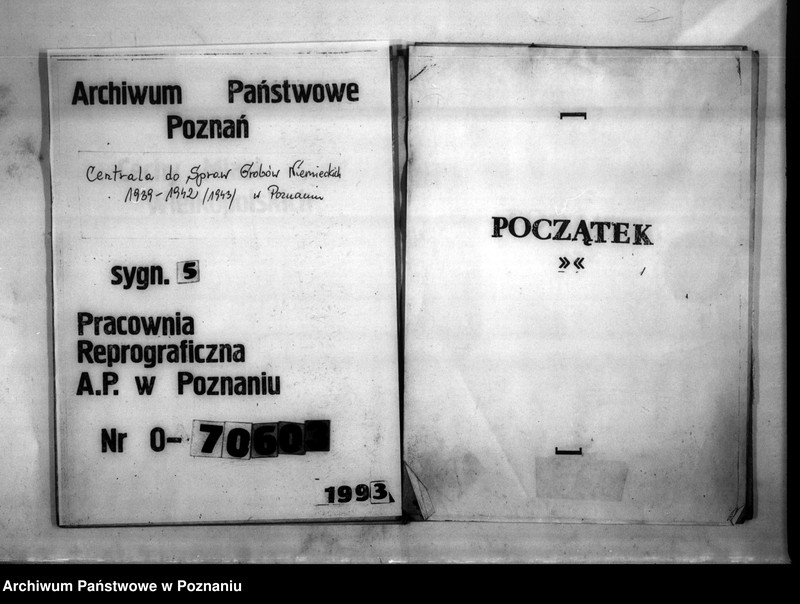 Archiwum Państwowe
Poznań
Centrala do Spraw Grobów Niemieckich
1939-1942 /1943/ w Poznaniu
sygn. 5
Pracownia
Reprograficzna
A.P. w Poznaniu
Nr O- 70603
1993
POCZĄTEK
»«
Archiwum Państwowe w Poznaniu